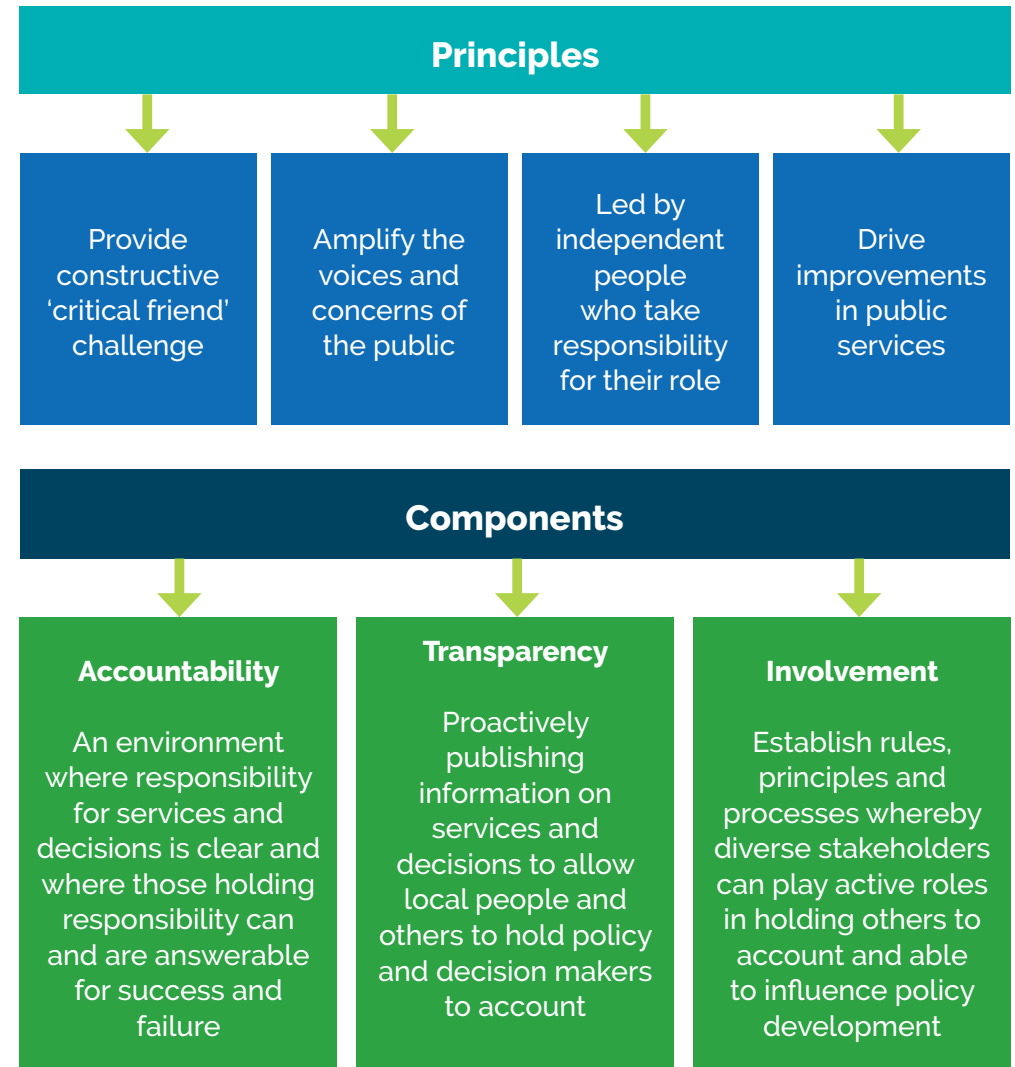 Principles
Provide
constructive
‘critical friend’
challenge
Amplify the
voices and
concerns of
the public
Led by
independent
people
who take
responsibility
for their role
Drive
improvements
in public
services
Components
Accountability
An environment
where responsibility
for services and
decisions is clear and
where those holding
responsibility can
and are answerable
for success and
failure
Transparency
Proactively
publishing
information on
services and
decisions to allow
local people and
others to hold policy
and decision makers
to account
Involvement
Establish rules,
principles and
processes whereby
diverse stakeholders
can play active roles
in holding others to
account and able
to influence policy
development